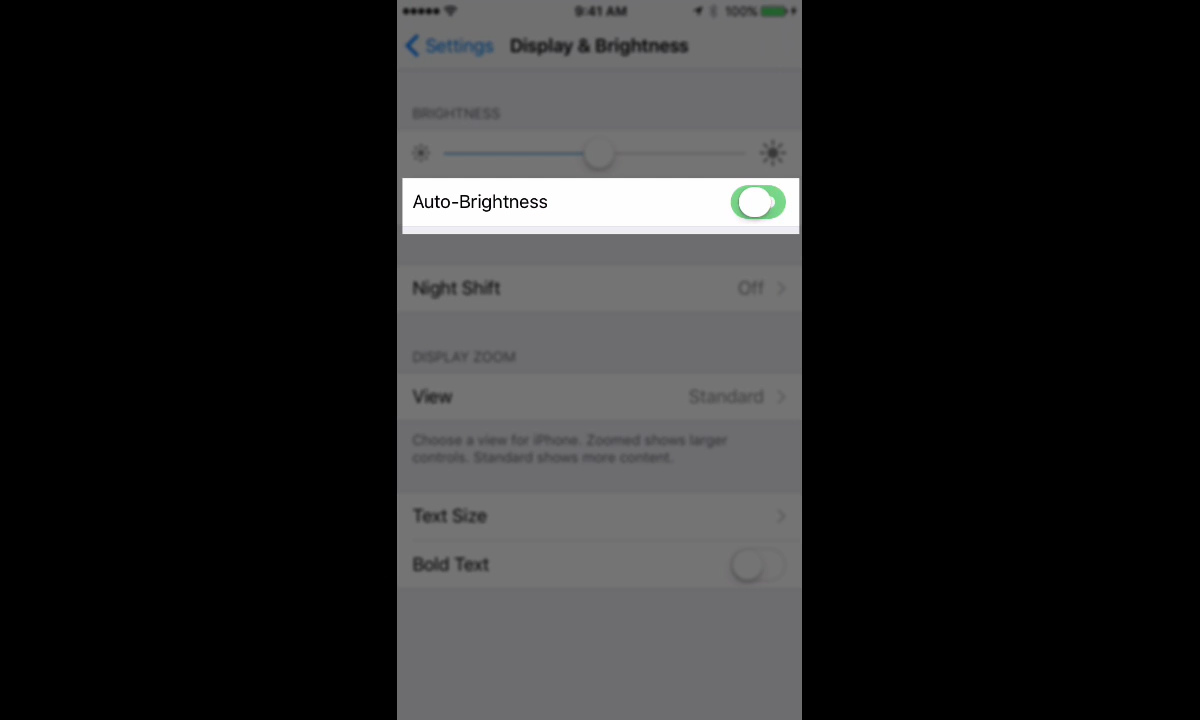 9:41 AM 100%
Settings Display & Brightness
BRIGHTNESS
Auto-Brightness
Night Shift Off
DISPLAY ZOOM
View Standard
Choose a view for iPhone. Zoomed shows larger
controls. Standard shows more content.
Text Size
Bold Text